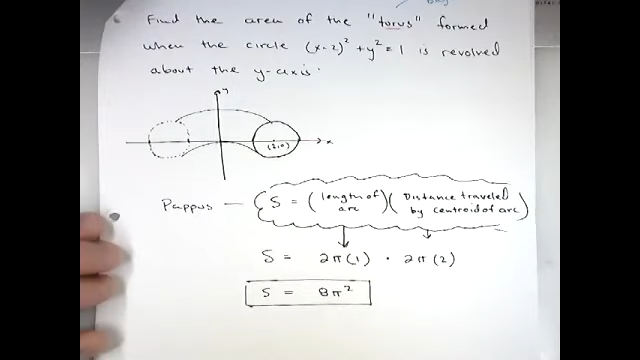 Find the area of the "torus" formed
when the circle (x-2)² + y² = 1 is revolved
about the y-axis.
y
x
(2,0)
Pappus — S = (length of arc) (Distance traveled by centroid of arc)
S = 2π(1) · 2π(2)
S = 8π²